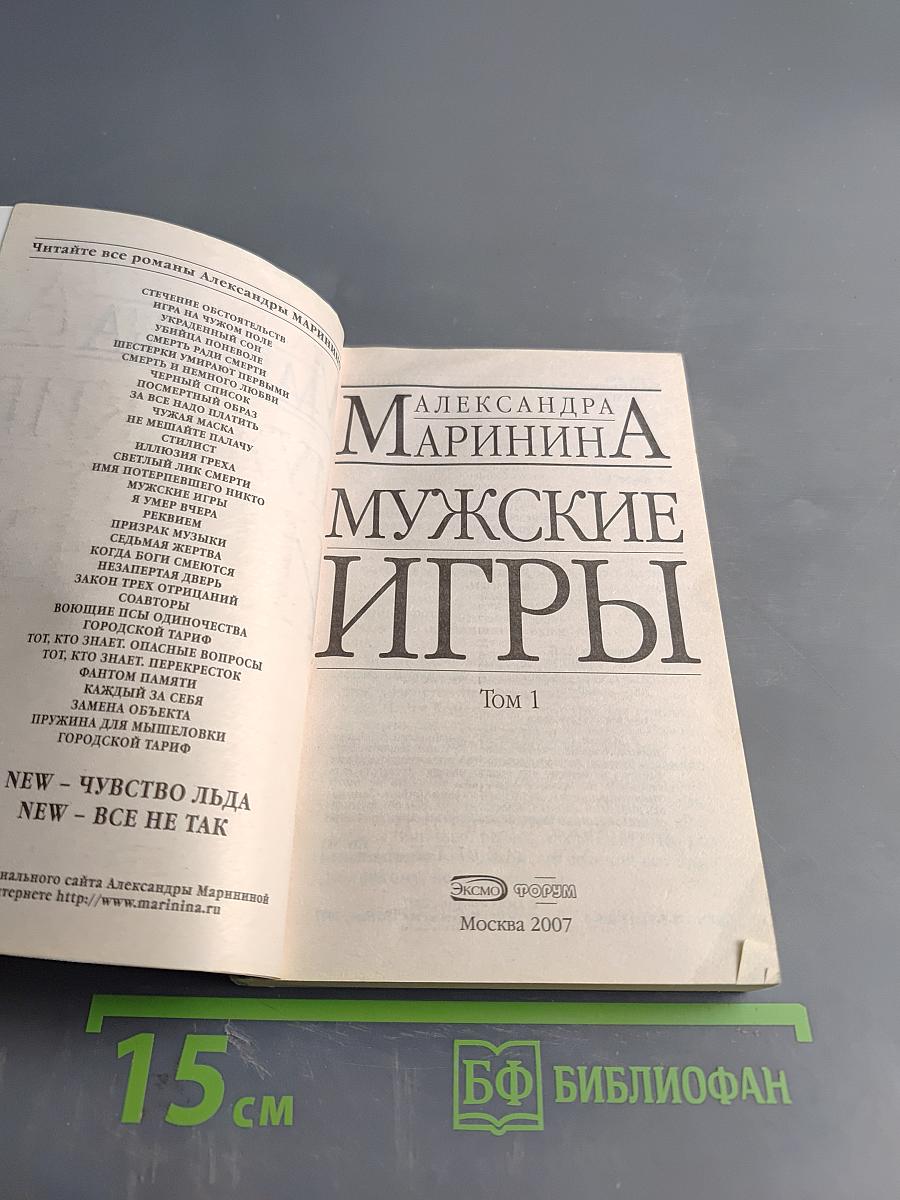 Читайте все романы Александры МАРИНИНОЙ
СТЕЧЕНИЕ ОБСТОЯТЕЛЬСТВ
ИГРА НА ЧУЖОМ ПОЛЕ
УКРАДЕННЫЙ СОН
УБИЙЦА ПОНЕВОЛЕ
СМЕРТЬ РАДИ СМЕРТИ
ШЕСТЕРКИ УМИРАЮТ ПЕРВЫМИ
СМЕРТЬ И НЕМНОГО ЛЮБВИ
ЧЕРНЫЙ СПИСОК
ПОСМЕРТНЫЙ ОБРАЗ
ЗА ВСЕ НАДО ПЛАТИТЬ
ЧУЖАЯ МАСКА
НЕ МЕШАЙТЕ ПАЛАЧУ
СТИЛИСТ
ИЛЛЮЗИЯ ГРЕХА
СВЕТЛЫЙ ЛИК СМЕРТИ
ИМЯ ПОТЕРПЕВШЕГО НИКТО
МУЖСКИЕ ИГРЫ
Я УМЕР ВЧЕРА
РЕКВИЕМ
ПРИЗРАК МУЗЫКИ
СЕДЬМАЯ ЖЕРТВА
КОГДА БОГИ СМЕЮТСЯ
НЕЗАПЕРТАЯ ДВЕРЬ
ЗАКОН ТРЕХ ОТРИЦАНИЙ
СОАВТОРЫ
ВОЮЩИЕ ПСЫ ОДИНОЧЕСТВА
ГОРОДСКОЙ ТАРИФ
ТОТ, КТО ЗНАЕТ. ОПАСНЫЕ ВОПРОСЫ
ТОТ, КТО ЗНАЕТ. ПЕРЕКРЕСТОК
ФАНТОМ ПАМЯТИ
КАЖДЫЙ ЗА СЕБЯ
ЗАМЕНА ОБЪЕКТА
ПРУЖИНА ДЛЯ МЫШЕЛОВКИ
ГОРОДСКОЙ ТАРИФ
NEW – ЧУВСТВО ЛЬДА
NEW – ВСЕ НЕ ТАК
сайта Александры Марининой
http://www.marinina.ru
АЛЕКСАНДРА
МАРИНИНА
МУЖСКИЕ
ИГРЫ
Том 1
ЭКСМО ФОРУМ
Москва 2007
15 см
БФ БИБЛИОФАН